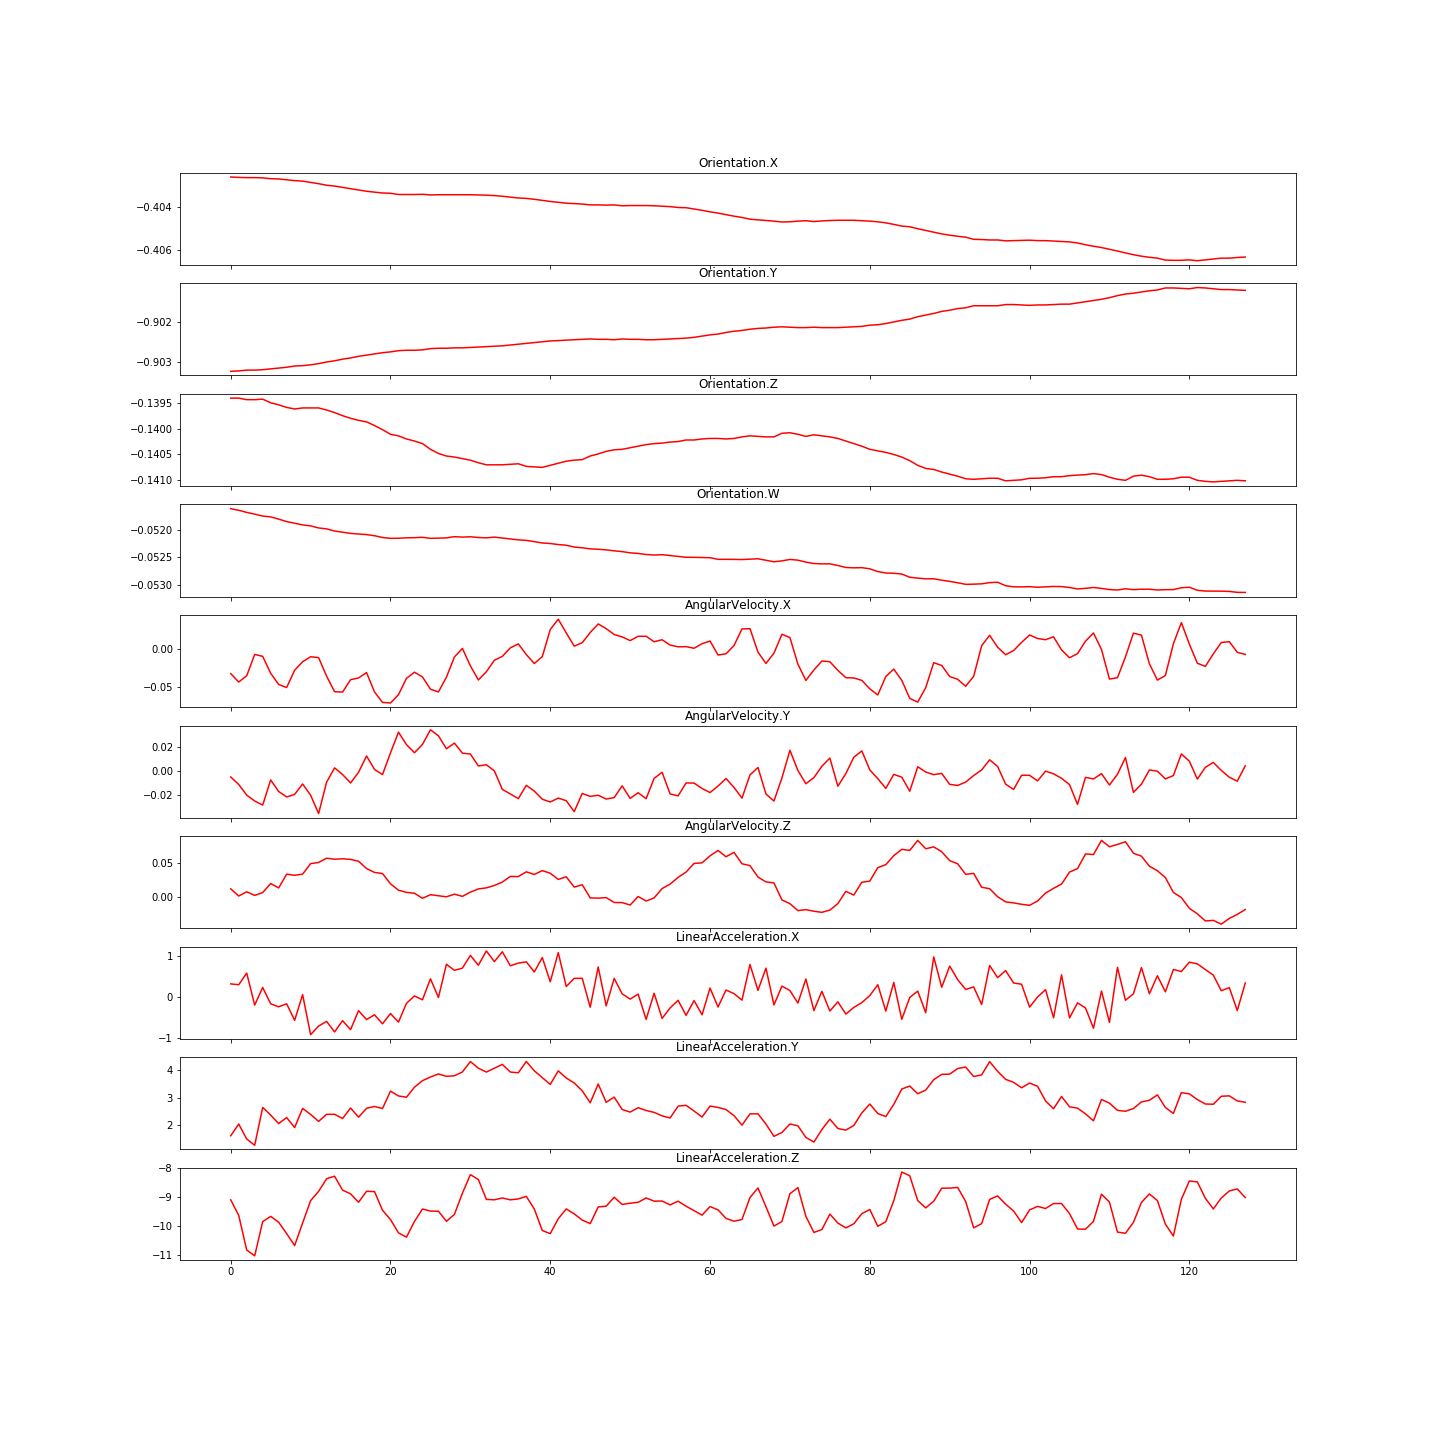 Orientation.X
−0.404
−0.406
Orientation.Y
−0.902
−0.903
Orientation.Z
−0.1395
−0.1400
−0.1405
−0.1410
Orientation.W
−0.0520
−0.0525
−0.0530
AngularVelocity.X
0.00
−0.05
AngularVelocity.Y
0.02
0.00
−0.02
AngularVelocity.Z
0.05
0.00
LinearAcceleration.X
1
0
−1
LinearAcceleration.Y
4
3
2
LinearAcceleration.Z
−8
−9
−10
−11
0 20 40 60 80 100 120